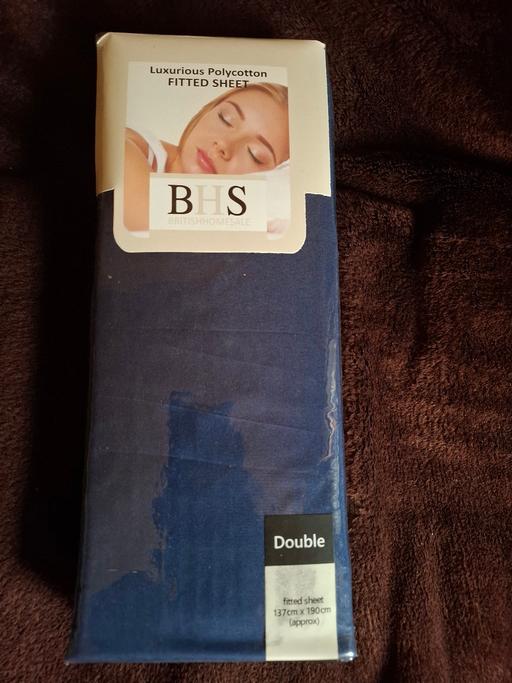 Luxurious Polycotton
FITTED SHEET
BHS
BRITISHHOMESALE
Double
fitted sheet
137cm x 190cm
(approx)